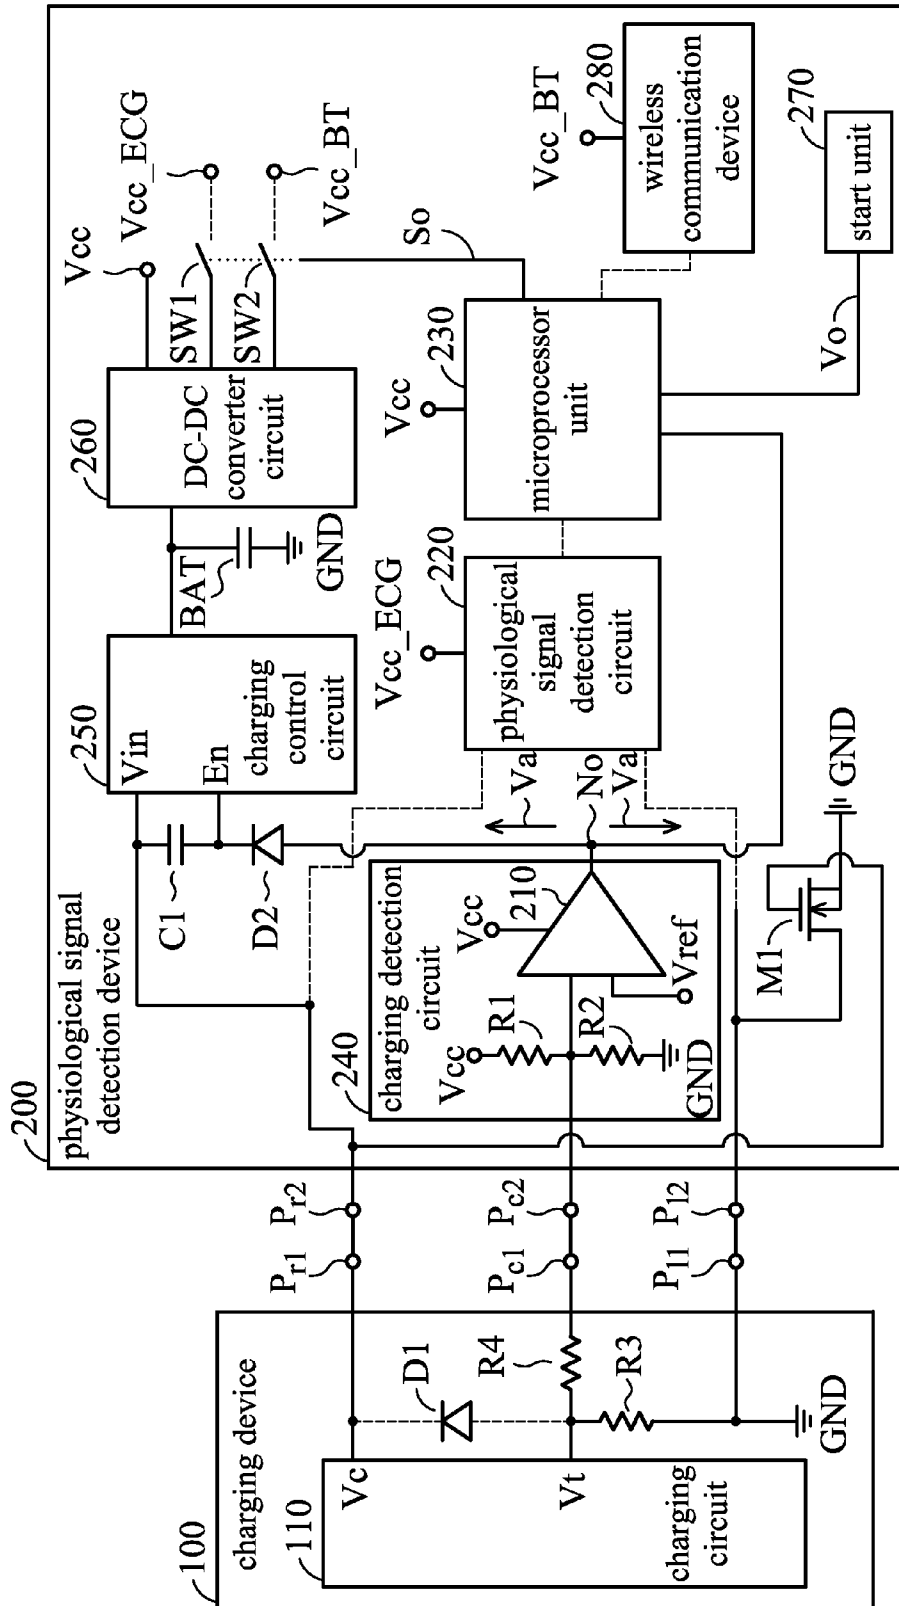 200
physiological signal
detection device
Vcc
Vcc_ECG
Vcc_BT
SW1
SW2
260
DC-DC
converter
circuit
BAT
GND
250
Vin
En
charging
control
circuit
C1
D2
So
Vcc_BT
280
wireless
communication
device
270
start unit
Vo
Vcc
230
microprocessor
unit
Vcc_ECG
220
physiological
signal
detection
circuit
Va
No
Va
240
charging detection
circuit
Vcc
210
Vcc
R1
R2
GND
Vref
M1
GND
Pr1
Pr2
Pc1
Pc2
Pl1
Pl2
100
charging device
110
Vc
Vt
charging
circuit
D1
R4
R3
GND